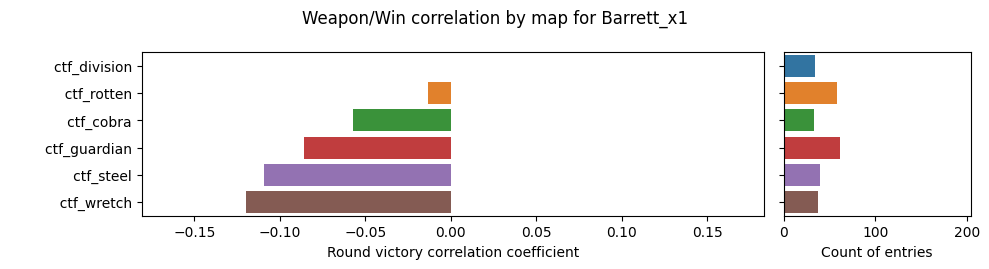 Weapon/Win correlation by map for Barrett_x1
ctf_division
ctf_rotten
ctf_cobra
ctf_guardian
ctf_steel
ctf_wretch
−0.15 −0.10 −0.05 0.00 0.05 0.10 0.15
0 100 200
Round victory correlation coefficient
Count of entries